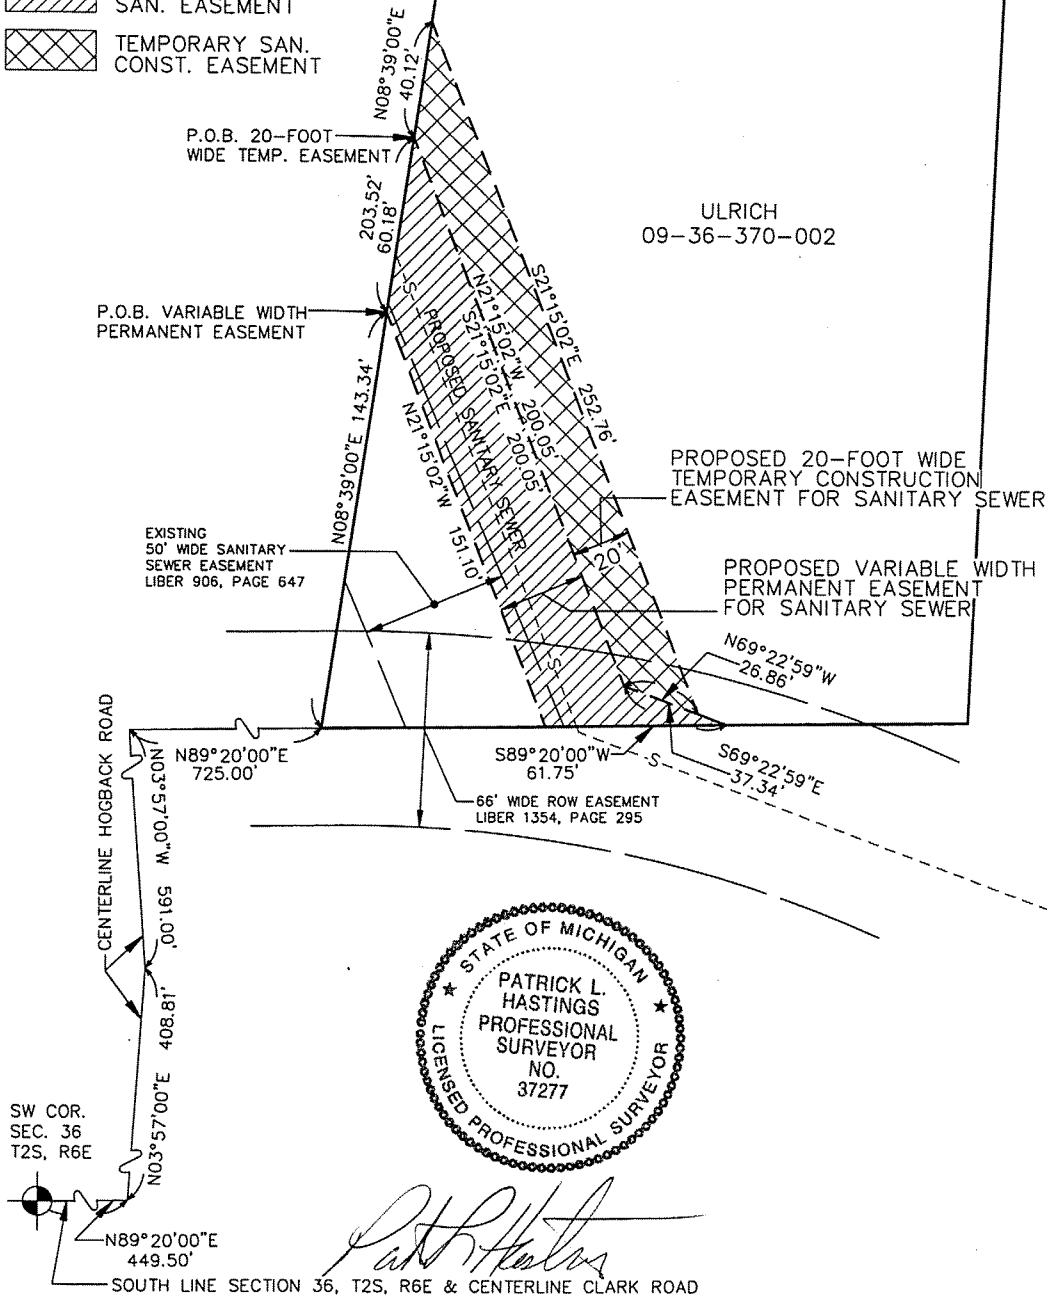 SAN. EASEMENT
TEMPORARY SAN.
CONST. EASEMENT
N08°39'00"E
40.12'
P.O.B. 20-FOOT
WIDE TEMP. EASEMENT
203.52'
60.18'
ULRICH
09-36-370-002
P.O.B. VARIABLE WIDTH
PERMANENT EASEMENT
S21°15'02"E 252.76'
N21°15'02"W 200.05'
S21°15'02"E 200.05'
S PROPOSED SANITARY SEWER S
N21°15'02"W 151.10'
N08°39'00"E 143.34'
PROPOSED 20-FOOT WIDE
TEMPORARY CONSTRUCTION
EASEMENT FOR SANITARY SEWER
EXISTING
50' WIDE SANITARY
SEWER EASEMENT
LIBER 906, PAGE 647
20'
PROPOSED VARIABLE WIDTH
PERMANENT EASEMENT
FOR SANITARY SEWER
N69°22'59"W
26.86'
N89°20'00"E
725.00'
S89°20'00"W
61.75'
S
S69°22'59"E
37.34'
66' WIDE ROW EASEMENT
LIBER 1354, PAGE 295
CENTERLINE HOGBACK ROAD
N03°57'00"W 591.00'
N03°57'00"E 408.81'
STATE OF MICHIGAN
PATRICK L.
HASTINGS
PROFESSIONAL
SURVEYOR
NO.
37277
LICENSED PROFESSIONAL SURVEYOR
SW COR.
SEC. 36
T2S, R6E
N89°20'00"E
449.50'
SOUTH LINE SECTION 36, T2S, R6E & CENTERLINE CLARK ROAD